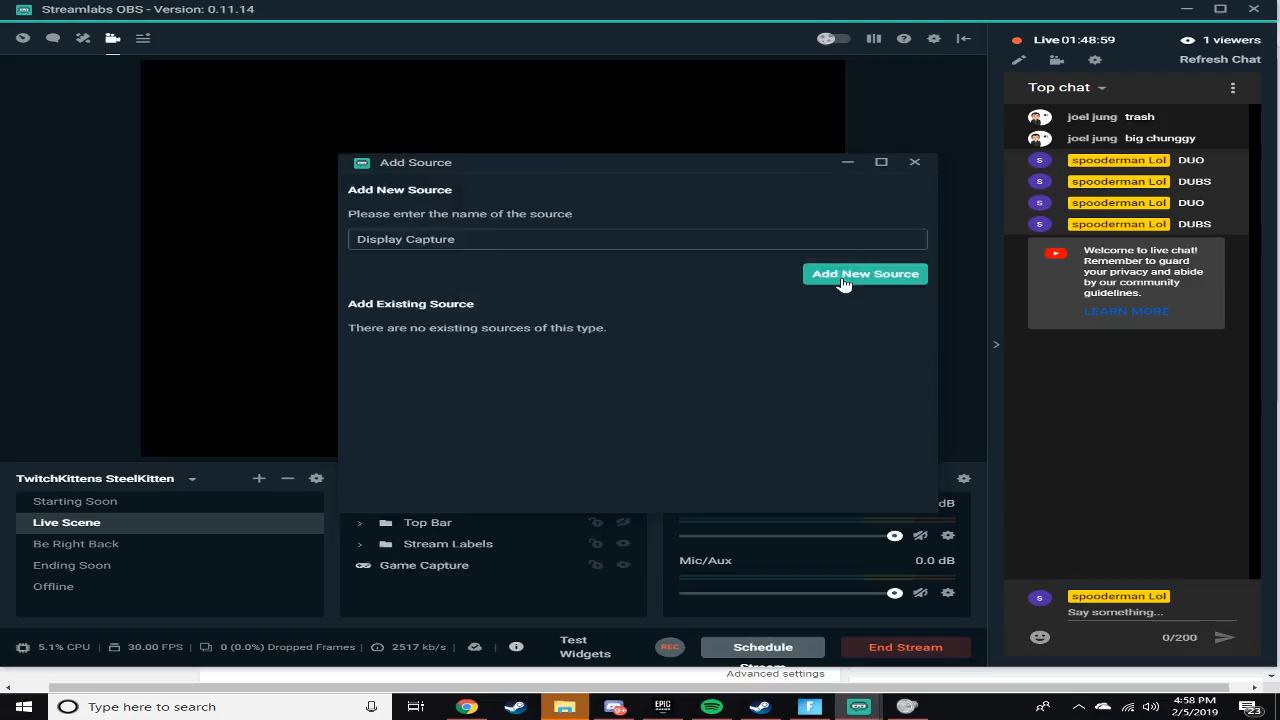 Streamlabs OBS - Version: 0.11.14
Live 01:48:59
1 viewers
Refresh Chat
Top chat
joel jung trash
joel jung big chunggy
S spooderman Lol DUO
S spooderman Lol DUBS
S spooderman Lol DUO
S spooderman Lol DUBS
Welcome to live chat!
Remember to guard
your privacy and abide
by our community
guidelines.
LEARN MORE
Add Source
Add New Source
Please enter the name of the source
Display Capture
Add New Source
Add Existing Source
There are no existing sources of this type.
TwitchKittens SteelKitten
Starting Soon
Live Scene
Be Right Back
Ending Soon
Offline
Top Bar
Stream Labels
Game Capture
dB
Mic/Aux 0.0 dB
S spooderman Lol
Say something...
0/200
5.1% CPU
30.00 FPS
0 (0.0%) Dropped Frames
2517 kb/s
Test
Widgets
REC
Schedule
Stream
End Stream
Advanced settings
Type here to search
EPIC
GAMES
4:58 PM
2/5/2019
23